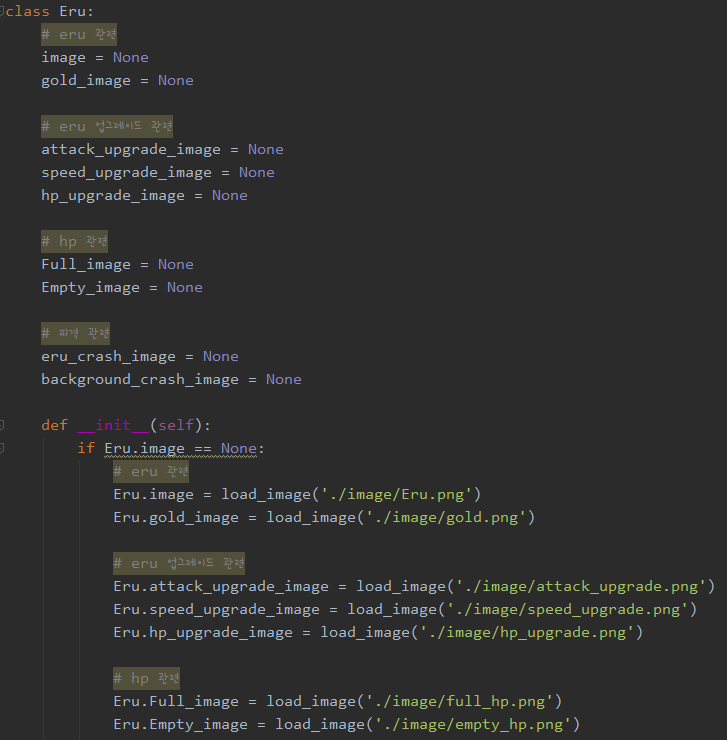 class Eru:
# eru 관련
image = None
gold_image = None
# eru 업그레이드 관련
attack_upgrade_image = None
speed_upgrade_image = None
hp_upgrade_image = None
# hp 관련
Full_image = None
Empty_image = None
# 피격 관련
eru_crash_image = None
background_crash_image = None
def __init__(self):
if Eru.image == None:
# eru 관련
Eru.image = load_image('./image/Eru.png')
Eru.gold_image = load_image('./image/gold.png')
# eru 업그레이드 관련
Eru.attack_upgrade_image = load_image('./image/attack_upgrade.png')
Eru.speed_upgrade_image = load_image('./image/speed_upgrade.png')
Eru.hp_upgrade_image = load_image('./image/hp_upgrade.png')
# hp 관련
Eru.Full_image = load_image('./image/full_hp.png')
Eru.Empty_image = load_image('./image/empty_hp.png')